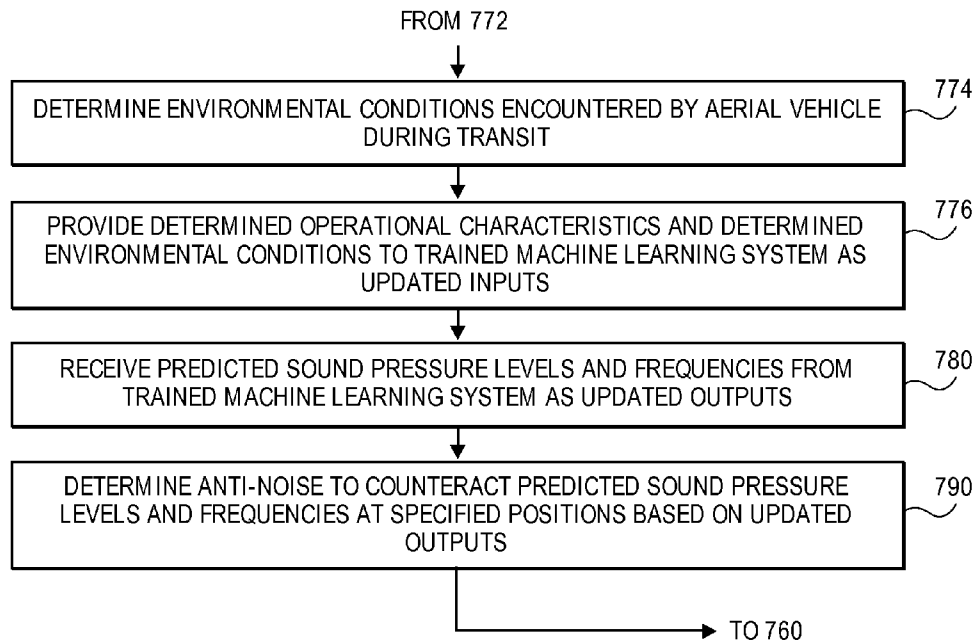 FROM 772
774
DETERMINE ENVIRONMENTAL CONDITIONS ENCOUNTERED BY AERIAL VEHICLE
DURING TRANSIT
776
PROVIDE DETERMINED OPERATIONAL CHARACTERISTICS AND DETERMINED
ENVIRONMENTAL CONDITIONS TO TRAINED MACHINE LEARNING SYSTEM AS
UPDATED INPUTS
780
RECEIVE PREDICTED SOUND PRESSURE LEVELS AND FREQUENCIES FROM
TRAINED MACHINE LEARNING SYSTEM AS UPDATED OUTPUTS
790
DETERMINE ANTI-NOISE TO COUNTERACT PREDICTED SOUND PRESSURE
LEVELS AND FREQUENCIES AT SPECIFIED POSITIONS BASED ON UPDATED
OUTPUTS
TO 760